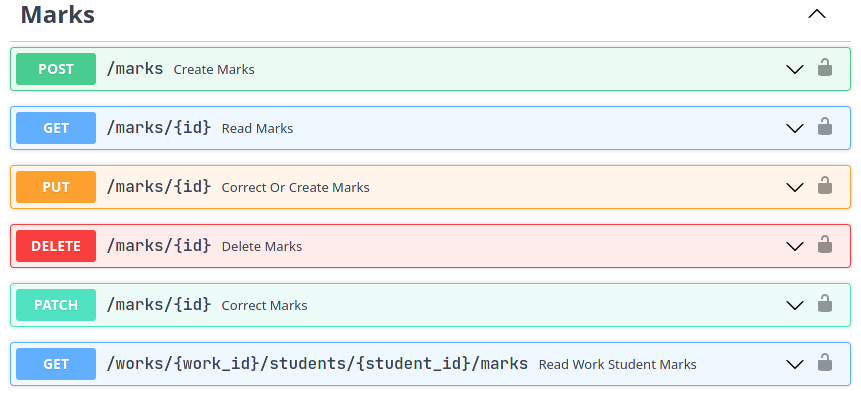 Marks
POST /marks Create Marks
GET /marks/{id} Read Marks
PUT /marks/{id} Correct Or Create Marks
DELETE /marks/{id} Delete Marks
PATCH /marks/{id} Correct Marks
GET /works/{work_id}/students/{student_id}/marks Read Work Student Marks